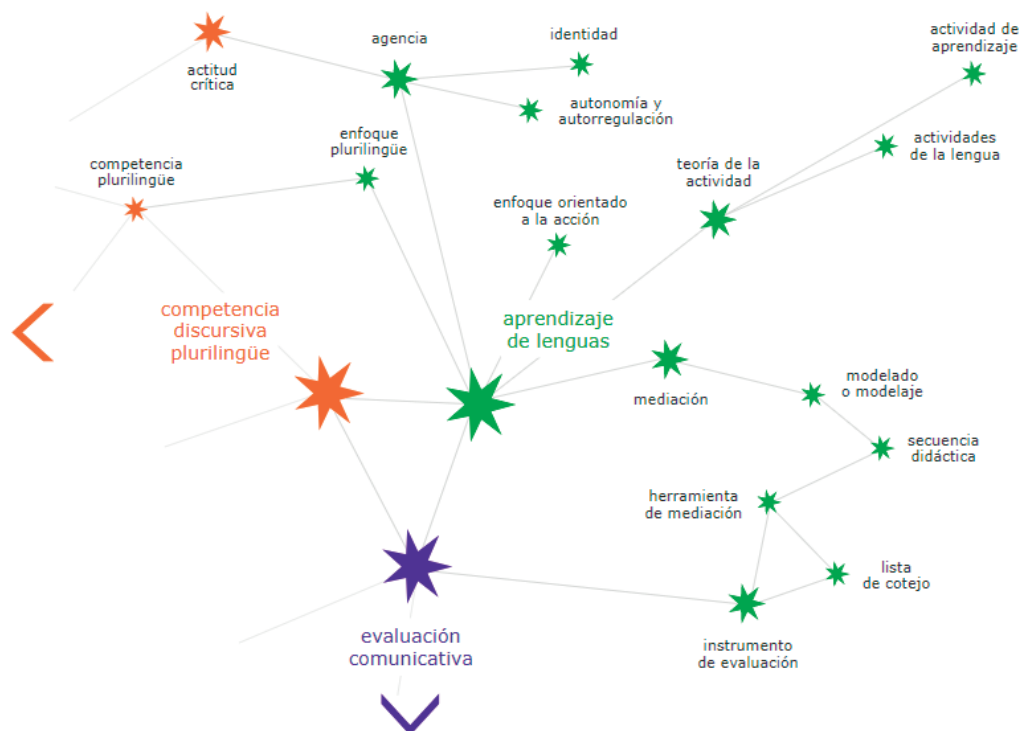 actividad de
aprendizaje
identidad
agencia
actitud
crítica
autonomía y
autorregulación
enfoque
plurilingüe
actividades
de la lengua
competencia
plurilingüe
teoría de la
actividad
enfoque orientado
a la acción
competencia
discursiva
plurilingüe
aprendizaje
de lenguas
mediación
modelado
o modelaje
secuencia
didáctica
herramienta
de mediación
lista
de cotejo
evaluación
comunicativa
instrumento
de evaluación